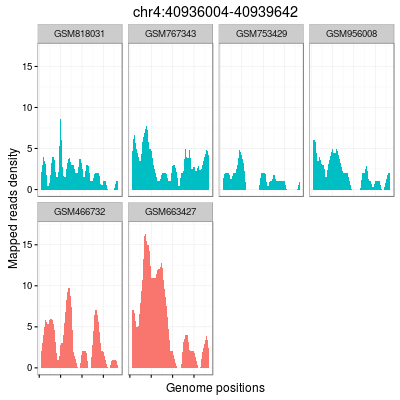 chr4:40936004-40939642
GSM818031 GSM767343 GSM753429 GSM956008
15
10
5
0
Mapped reads density
GSM466732 GSM663427
15
10
5
0
Genome positions